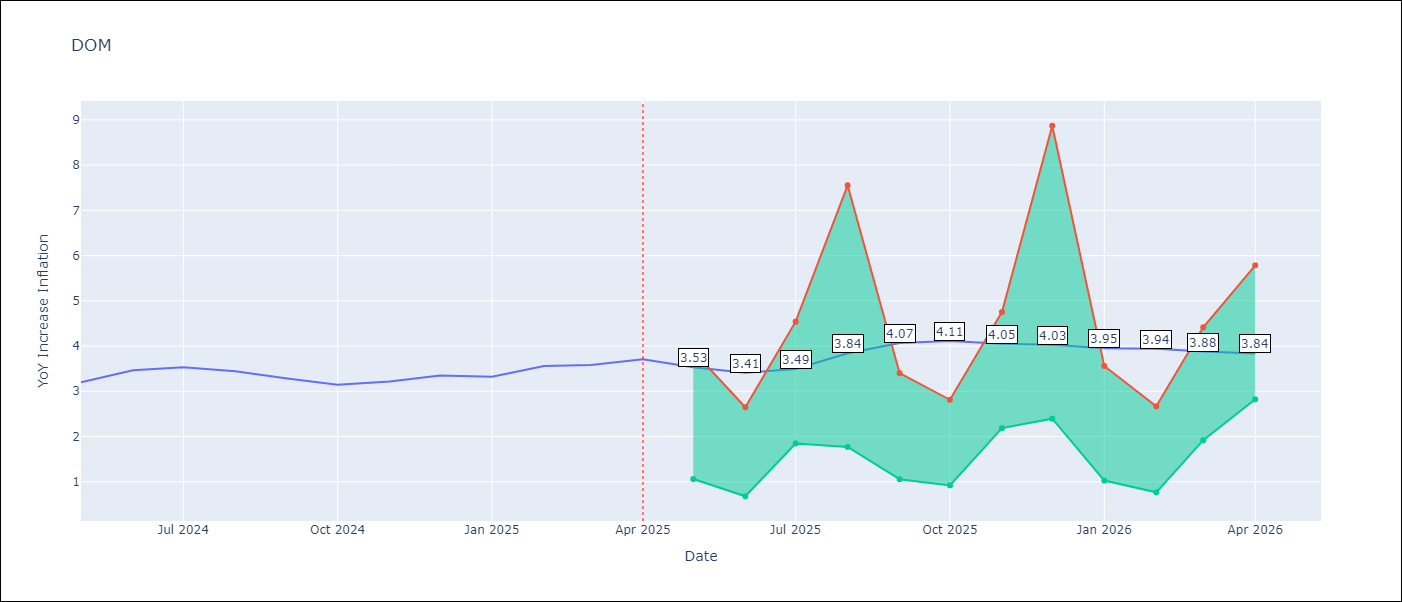 DOM
YoY Increase Inflation
9
8
7
6
5
4
3
2
1
3.53
3.41
3.49
3.84
4.07
4.11
4.05
4.03
3.95
3.94
3.88
3.84
Jul 2024
Oct 2024
Jan 2025
Apr 2025
Jul 2025
Oct 2025
Jan 2026
Apr 2026
Date